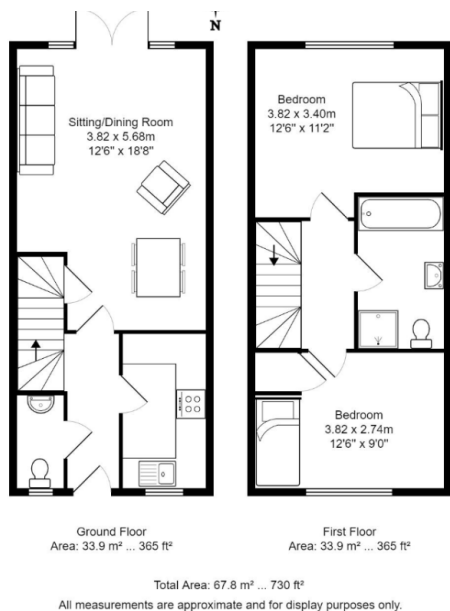 N
Sitting/Dining Room
3.82 x 5.68m
12'6" x 18'8"
Bedroom
3.82 x 3.40m
12'6" x 11'2"
Bedroom
3.82 x 2.74m
12'6" x 9'0"
Ground Floor
Area: 33.9 m² ... 365 ft²
First Floor
Area: 33.9 m² ... 365 ft²
Total Area: 67.8 m² ... 730 ft²
All measurements are approximate and for display purposes only.